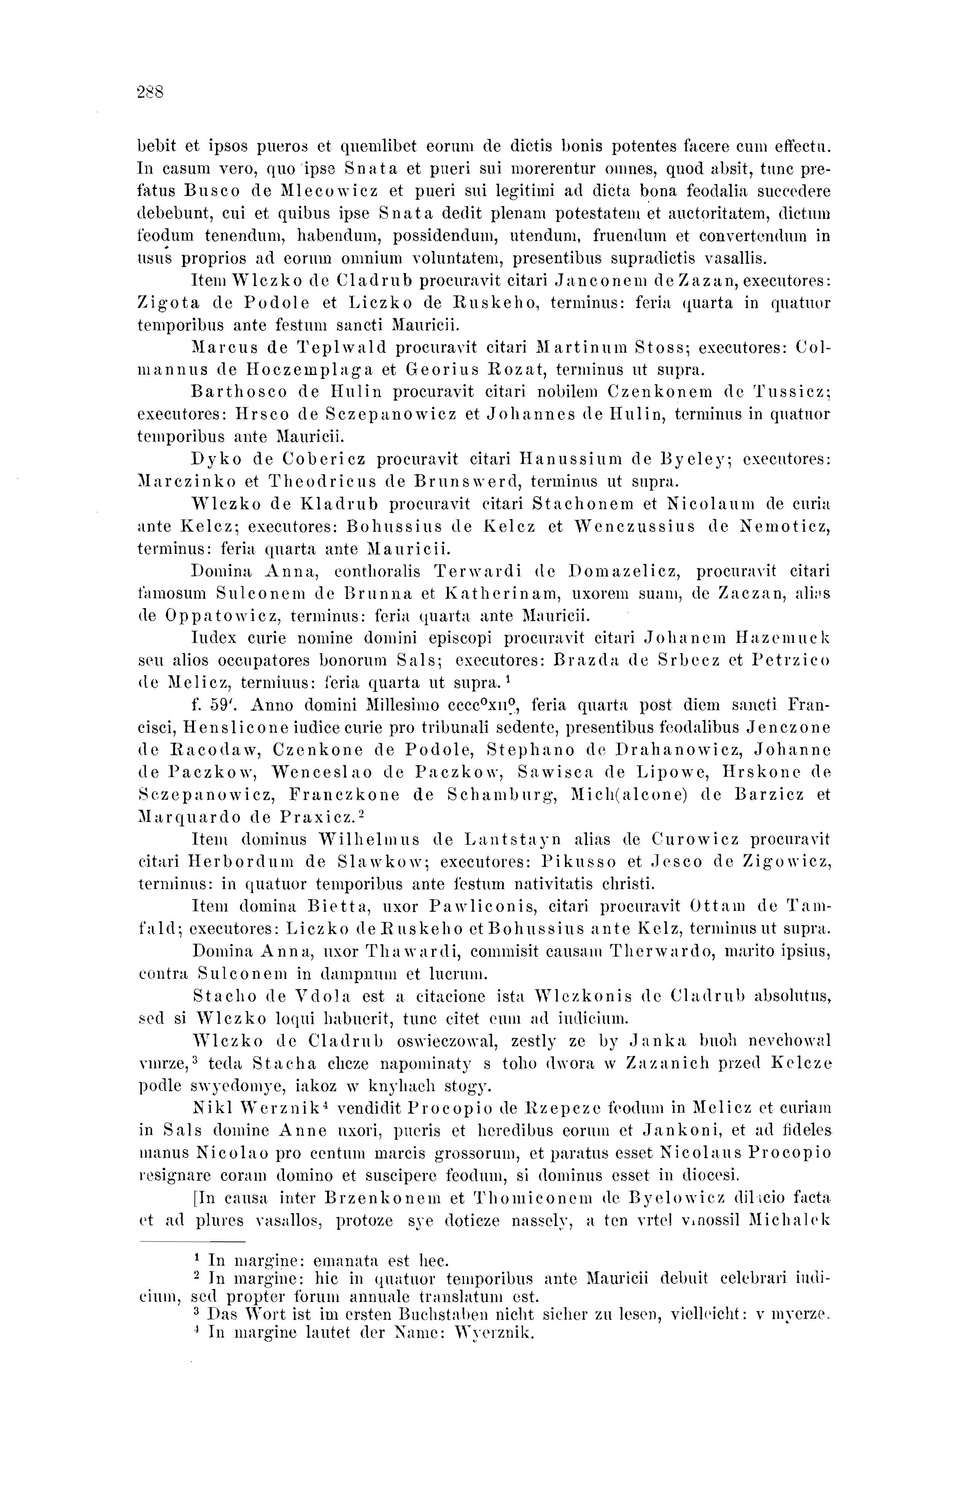 288
bebit et ipsos pueros et quemlibet eorum de dictis bonis potentes facere cum effectu.
In casum vero, quo ipse Snata et pueri sui morerentur omnes, quod absit, tunc pre-
fatus Busco de Mlecowicz et pueri sui legitimi ad dicta bona feodalia succedere
debebunt, cui et quibus ipse Snata dedit plenam potestatem et auctoritatem, dictum
feodum tenendum, habendum, possidendum, utendum, fruendum et convertendum in
usus proprios ad eorum omnium voluntatem, presentibus supradictis vasallis.
Item Wlczko de Cladrub procuravit citari Janconem de Zazan, executores:
Zigota de Podole et Liczko de Ruskeho, terminus: feria quarta in quatuor
temporibus ante festum sancti Mauricii.
Marcus de Teplwald procuravit citari Martinum Stoss; executores: Col-
mannus de Hoczemplaga et Georius Rozat, terminus ut supra.
Barthosco de Hulin procuravit citari nobilem Czenkonem de Tussicz;
executores: Hrsco de Sczepanowicz et Johannes de Hulin, terminus in quatuor
temporibus ante Mauricii.
Dyko de Cobericz procuravit citari Hanussium de Byeley; executores:
Marczinko et Theodricus de Brunswerd, terminus ut supra.
Wlczko de Kladrub procuravit citari Stachonem et Nicolaum de curia
ante Kelcz; executores: Bohussius de Kelcz et Wenczussius de Nemoticz,
terminus: feria quarta ante Mauricii.
Domina Anna, conthoralis Terwardi de Domazelicz, procuravit citari
famosum Sulconem de Brunna et Katherinam, uxorem suam, de Zaczan, alias
de Oppatowicz, terminus: feria quarta ante Mauricii.
Iudex curie nomine domini episcopi procuravit citari Johanem Hazemuck
seu alios occupatores bonorum Sals; executores: Brazda de Srbecz et Petrzico
de Melicz, terminus: feria quarta ut supra. ¹
f. 59′. Anno domini Millesimo ccccºxııº, feria quarta post diem sancti Fran-
cisci, Henslicone iudice curie pro tribunali sedente, presentibus feodalibus Jenczone
de Racodaw, Czenkone de Podole, Stephano de Drahanowicz, Johanne
de Paczkow, Wenceslao de Paczkow, Sawisca de Lipowe, Hrskone de
Sczepanowicz, Franczkone de Schamburg, Mich(alcone) de Barzicz et
Marquardo de Praxicz. ²
Item dominus Wilhelmus de Lantstayn alias de Curowicz procuravit
citari Herbordum de Slawkow; executores: Pikusso et Jesco de Zigowicz,
terminus: in quatuor temporibus ante festum nativitatis christi.
Item domina Bietta, uxor Pawliconis, citari procuravit Ottam de Tam-
fald; executores: Liczko de Ruskeho et Bohussius ante Kelz, terminus ut supra.
Domina Anna, uxor Thawardi, commisit causam Therwardo, marito ipsius,
contra Sulconem in dampnum et lucrum.
Stacho de Vdola est a citacione ista Wlczkonis de Cladrub absolutus,
sed si Wlczko loqui habuerit, tunc citet eum ad iudicium.
Wlczko de Cladrub oswieczowal, zestly ze by Janka buoh nevchowal
vmrze, ³ teda Stacha chcze napominaty s toho dwora w Zazanich przed Kelcze
podle swyedomye, iakoz w knyhach stogy.
Nikl Werznik ⁴ vendidit Procopio de Rzepcze feodum in Melicz et curiam
in Sals domine Anne uxori, pueris et heredibus eorum et Jankoni, et ad fideles
manus Nicolao pro centum marcis grossorum, et paratus esset Nicolaus Procopio
resignare coram domino et suscipere feodum, si dominus esset in diocesi.
[In causa inter Brzenkonem et Thomiconem de Byelowicz dilacio facta
et ad plures vasallos, protoze sye doticze nassely, a ten vrtel vynossil Michalek
¹ In margine: emanata est hec.
² In margine: hic in quatuor temporibus ante Mauricii debuit celebrari iudi-
cium, sed propter forum annuale translatum est.
³ Das Wort ist im ersten Buchstaben nicht sicher zu lesen, vielleicht: v myerze.
⁴ In margine lautet der Name: Wyerznik.